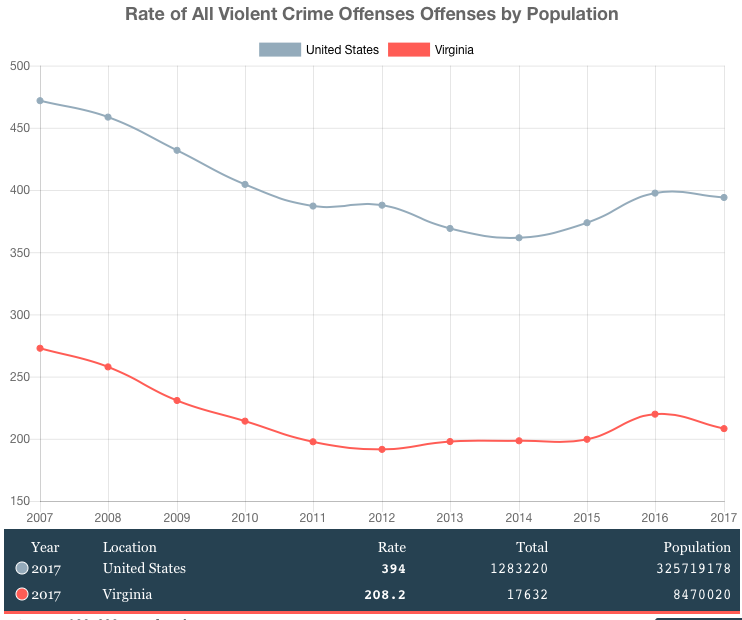 Rate of All Violent Crime Offenses Offenses by Population
United States Virginia
500
450
400
350
300
250
200
150
2007 2008 2009 2010 2011 2012 2013 2014 2015 2016 2017
Year Location Rate Total Population
2017 United States 394 1283220 325719178
2017 Virginia 208.2 17632 8470020